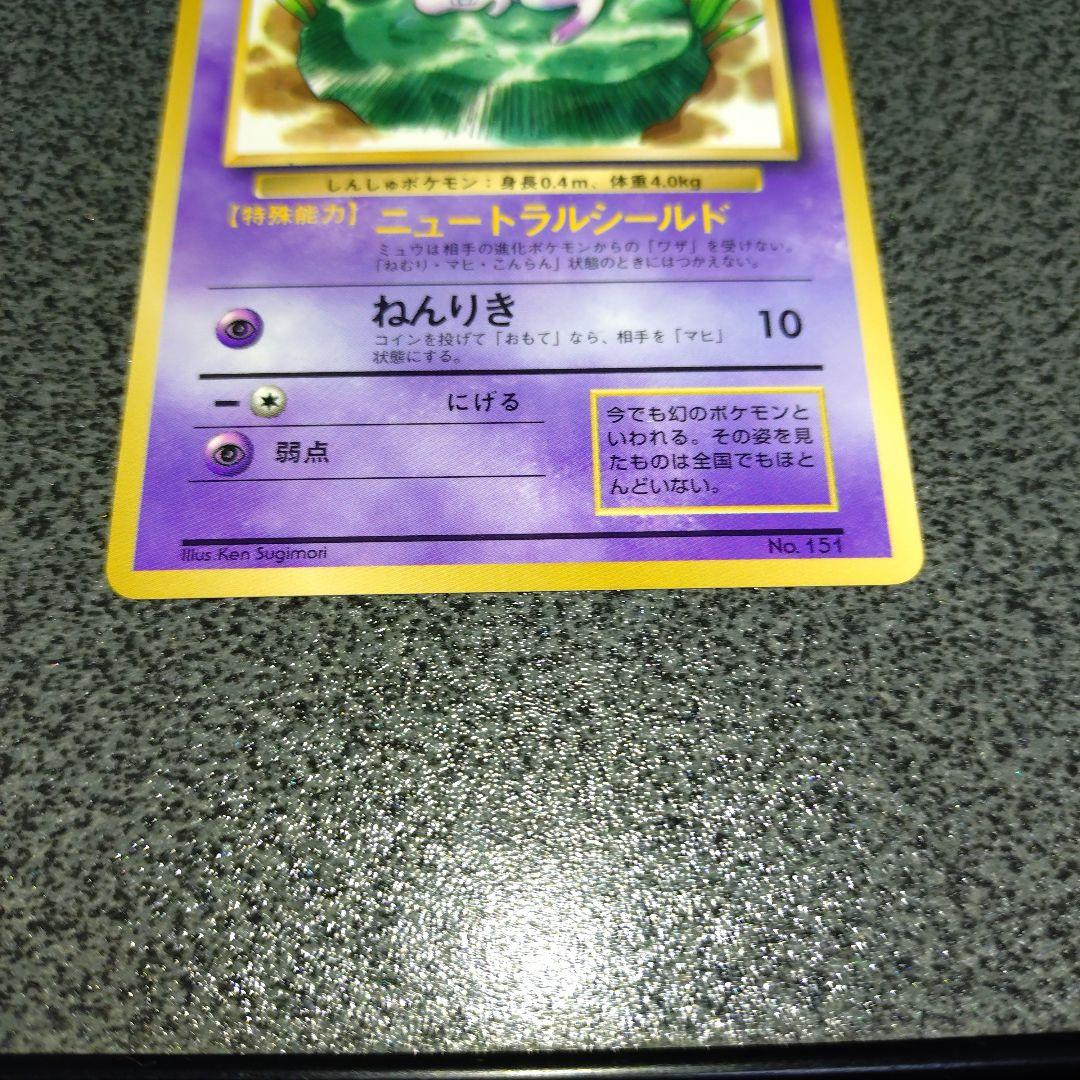 しんしゅポケモン：身長0.4m、体重4.0kg
【特殊能力】ニュートラルシールド
ミュウは相手の進化ポケモンからの「ワザ」を受けない。
「ねむり・マヒ・こんらん」状態のときにはつかえない。
ねんりき 10
コインを投げて「おもて」なら、相手を「マヒ」
状態にする。
にげる
弱点
今でも幻のポケモンと
いわれる。その姿を見
たものは全国でもほと
んどいない。
Illus. Ken Sugimori
No. 151